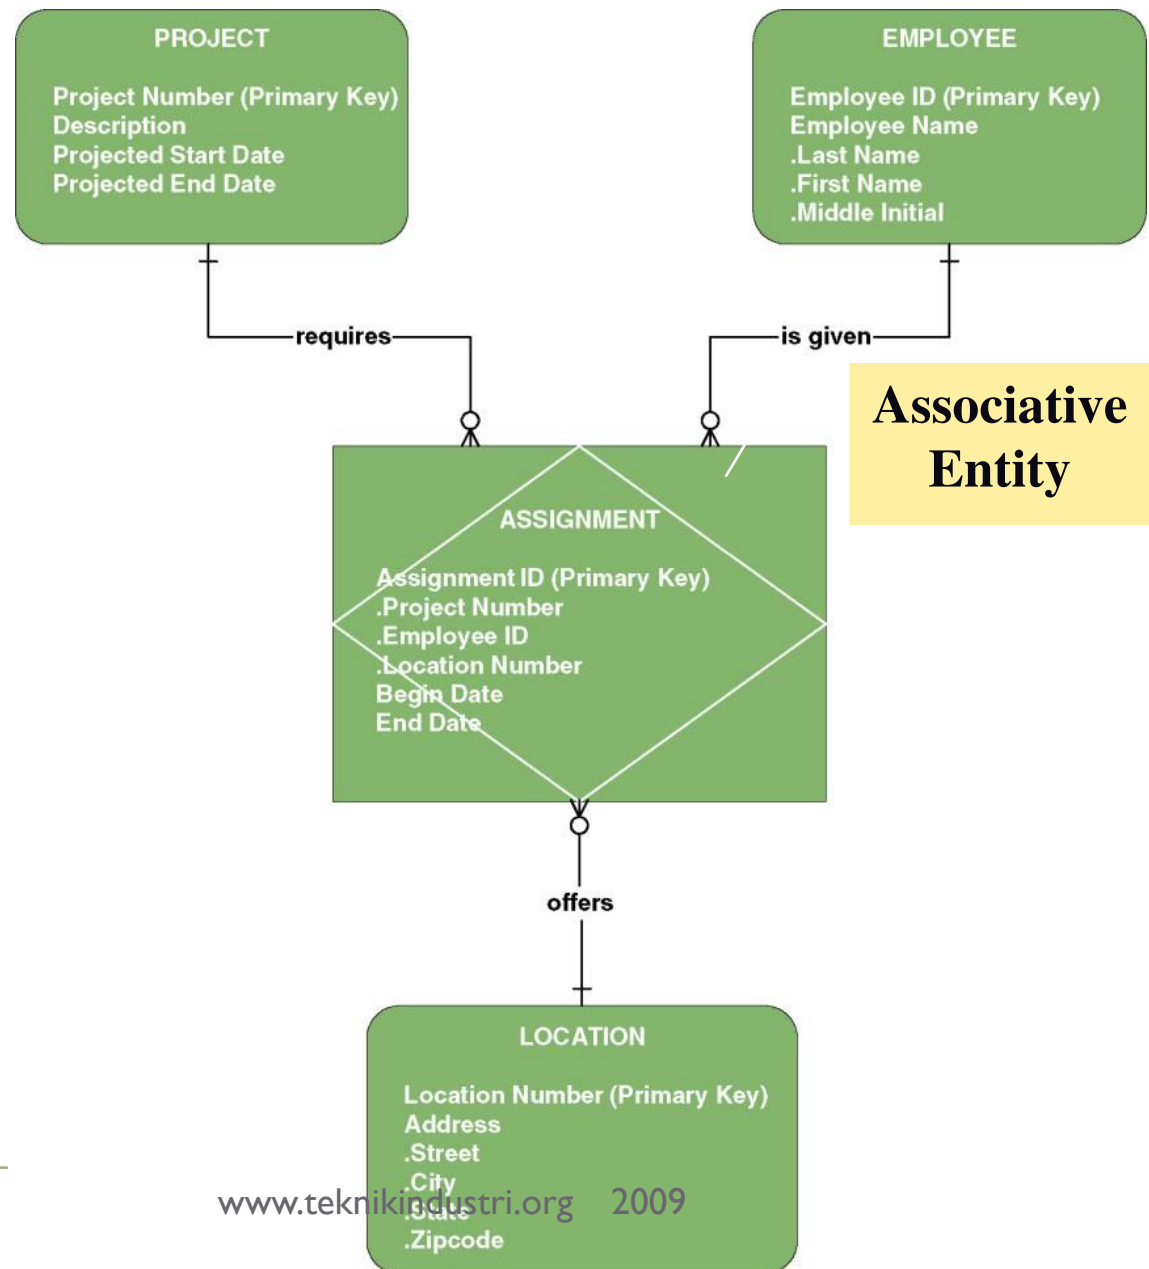 PROJECT
Project Number (Primary Key)
Description
Projected Start Date
Projected End Date
EMPLOYEE
Employee ID (Primary Key)
Employee Name
.Last Name
.First Name
.Middle Initial
requires
is given
Associative
Entity
ASSIGNMENT
Assignment ID (Primary Key)
.Project Number
.Employee ID
.Location Number
Begin Date
End Date
offers
LOCATION
Location Number (Primary Key)
Address
.Street
.City
.State
.Zipcode
www.teknikindustri.org 2009